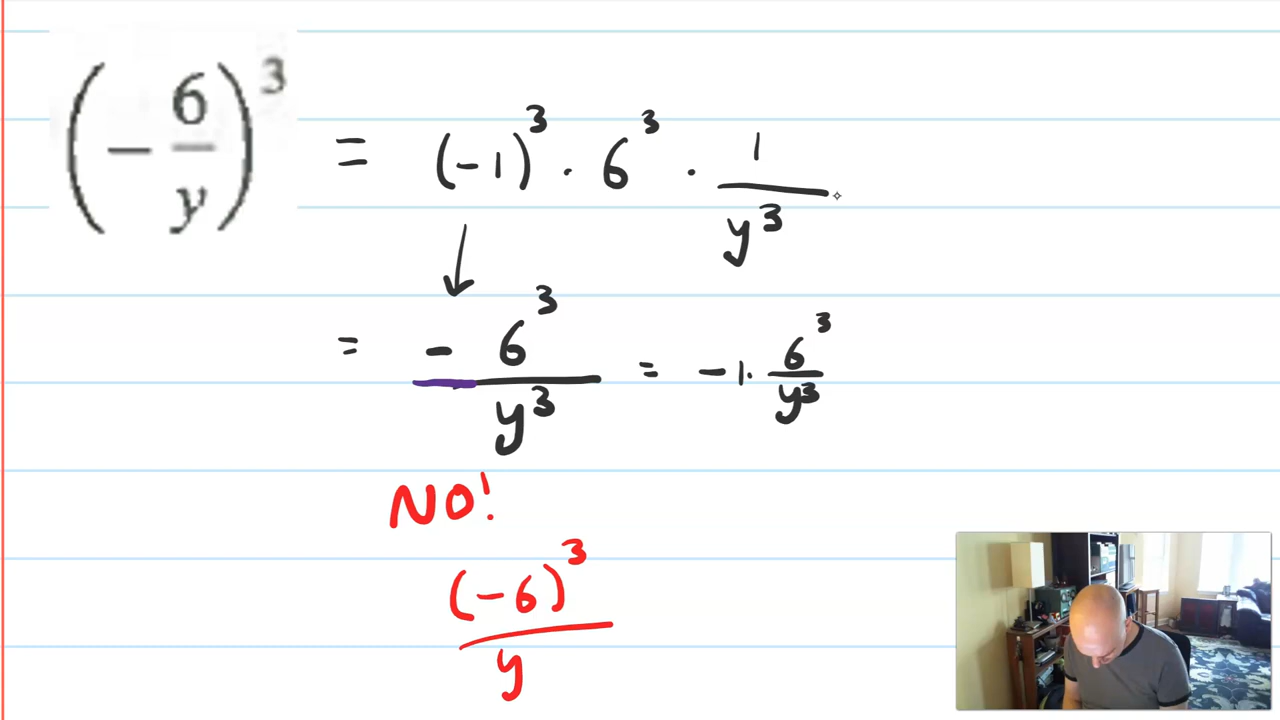 (- 6/y)^3 = (-1)^3 · 6^3 · 1/y^3
= - 6^3/y^3 = -1 · 6^3/y^3
NO!
(-6)^3/y